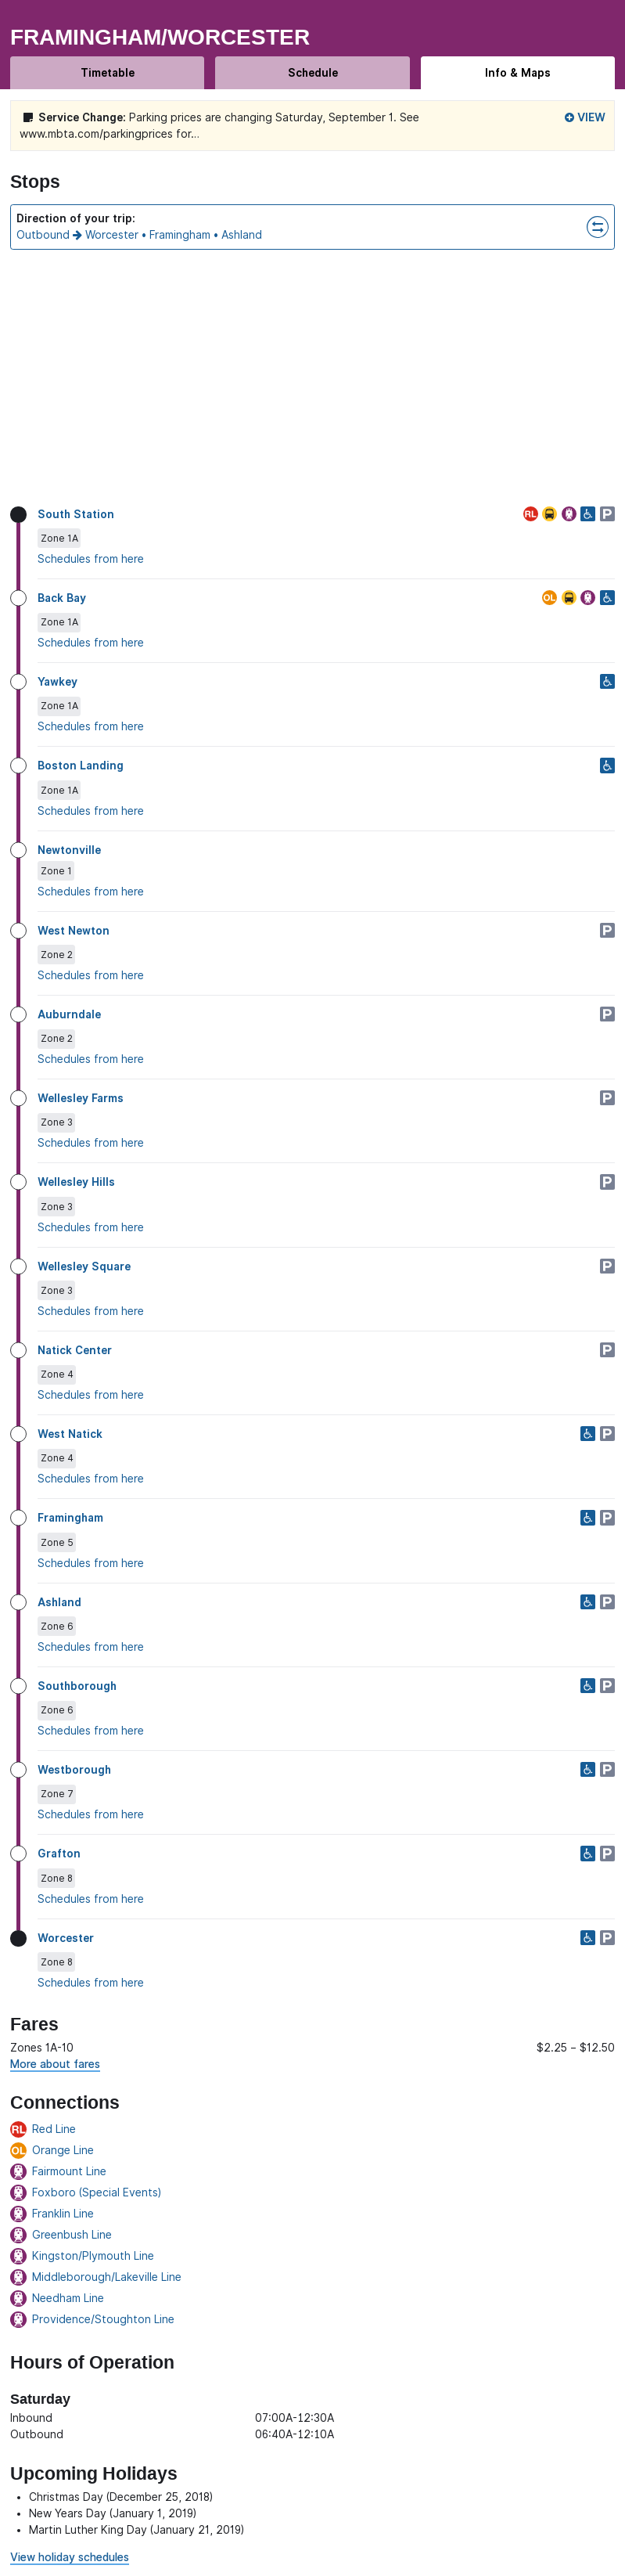 FRAMINGHAM/WORCESTER
Timetable
Schedule
Info & Maps
Service Change: Parking prices are changing Saturday, September 1. See
VIEW
www.mbta.com/parkingprices for...
Stops
Direction of your trip:
Outbound Worcester • Framingham • Ashland
South Station
RL
P
Zone 1A
Schedules from here
Back Bay
OL
Zone 1A
Schedules from here
Yawkey
Zone 1A
Schedules from here
Boston Landing
Zone 1A
Schedules from here
Newtonville
Zone 1
Schedules from here
West Newton
P
Zone 2
Schedules from here
Auburndale
P
Zone 2
Schedules from here
Wellesley Farms
P
Zone 3
Schedules from here
Wellesley Hills
P
Zone 3
Schedules from here
Wellesley Square
P
Zone 3
Schedules from here
Natick Center
P
Zone 4
Schedules from here
West Natick
P
Zone 4
Schedules from here
Framingham
P
Zone 5
Schedules from here
Ashland
P
Zone 6
Schedules from here
Southborough
P
Zone 6
Schedules from here
Westborough
P
Zone 7
Schedules from here
Grafton
P
Zone 8
Schedules from here
Worcester
P
Zone 8
Schedules from here
Fares
Zones 1A-10 $2.25 – $12.50
More about fares
Connections
RL Red Line
OL Orange Line
Fairmount Line
Foxboro (Special Events)
Franklin Line
Greenbush Line
Kingston/Plymouth Line
Middleborough/Lakeville Line
Needham Line
Providence/Stoughton Line
Hours of Operation
Saturday
Inbound 07:00A-12:30A
Outbound 06:40A-12:10A
Upcoming Holidays
• Christmas Day (December 25, 2018)
• New Years Day (January 1, 2019)
• Martin Luther King Day (January 21, 2019)
View holiday schedules